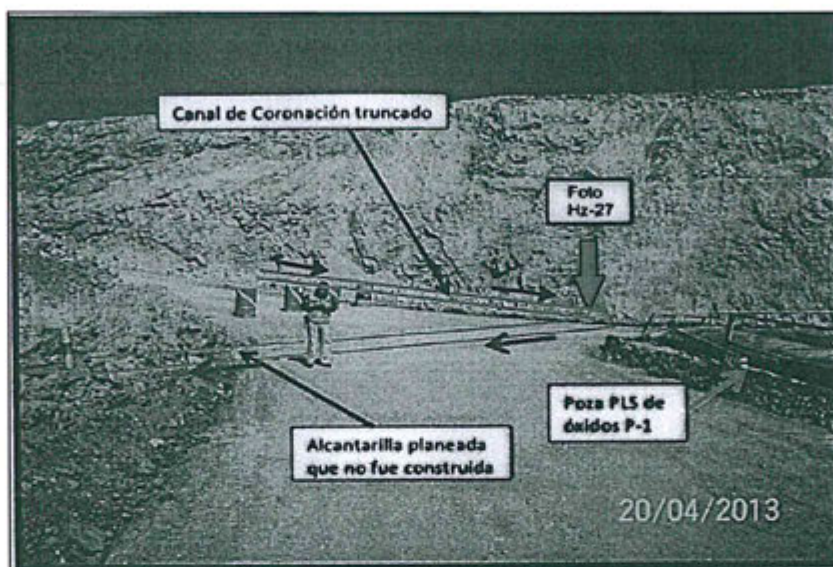 Canal de Coronación truncado
Foto
Hz-27
Poza PLS de
óxidos P-1
Alcantarilla planeada
que no fue construida
20/04/2013